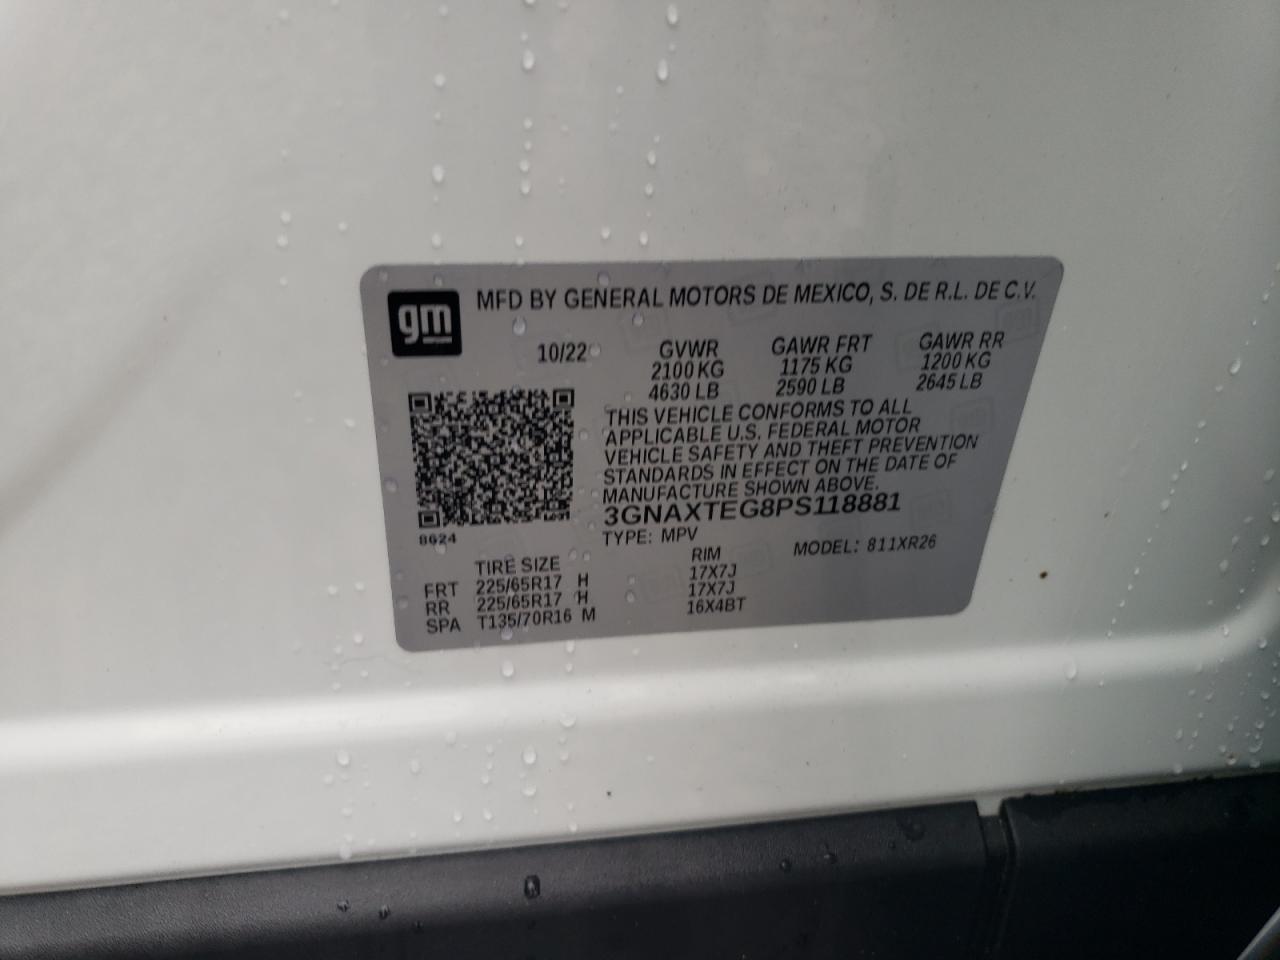 gm MFD BY GENERAL MOTORS DE MEXICO, S. DE R.L. DE C.V.
10/22 GVWR GAWR FRT GAWR RR
2100 KG 1175 KG 1200 KG
4630 LB 2590 LB 2645 LB
THIS VEHICLE CONFORMS TO ALL
APPLICABLE U.S. FEDERAL MOTOR
VEHICLE SAFETY AND THEFT PREVENTION
STANDARDS IN EFFECT ON THE DATE OF
MANUFACTURE SHOWN ABOVE.
3GNAXTEG8PS118881
8624 TYPE: MPV MODEL: 811XR26
TIRE SIZE RIM
FRT 225/65R17 H 17X7J
RR 225/65R17 H 17X7J
SPA T135/70R16 M 16X4BT